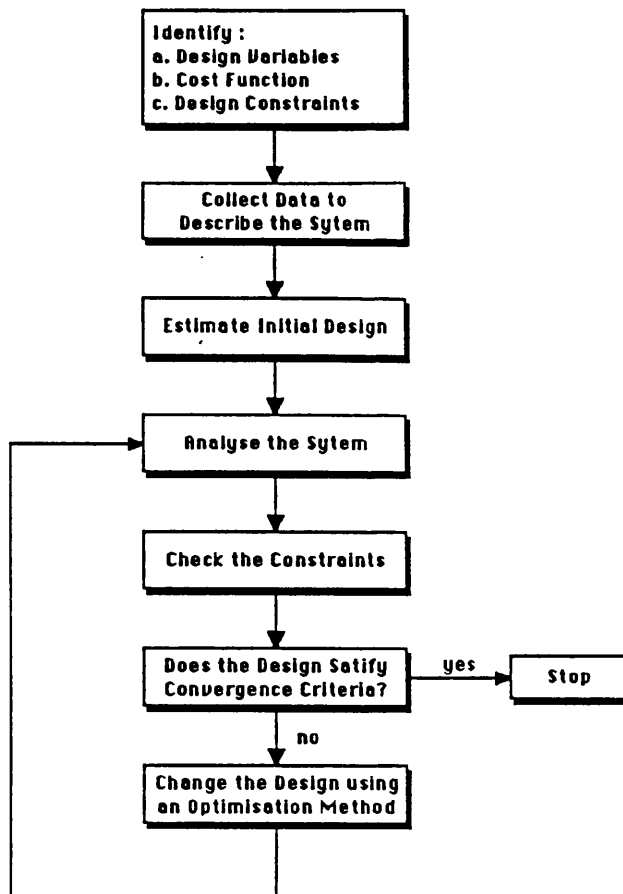 Identify :
a. Design Variables
b. Cost Function
c. Design Constraints
Collect Data to
Describe the Sytem
Estimate Initial Design
Analyse the Sytem
Check the Constraints
Does the Design Satify
Convergence Criteria?
yes
Stop
no
Change the Design using
an Optimisation Method